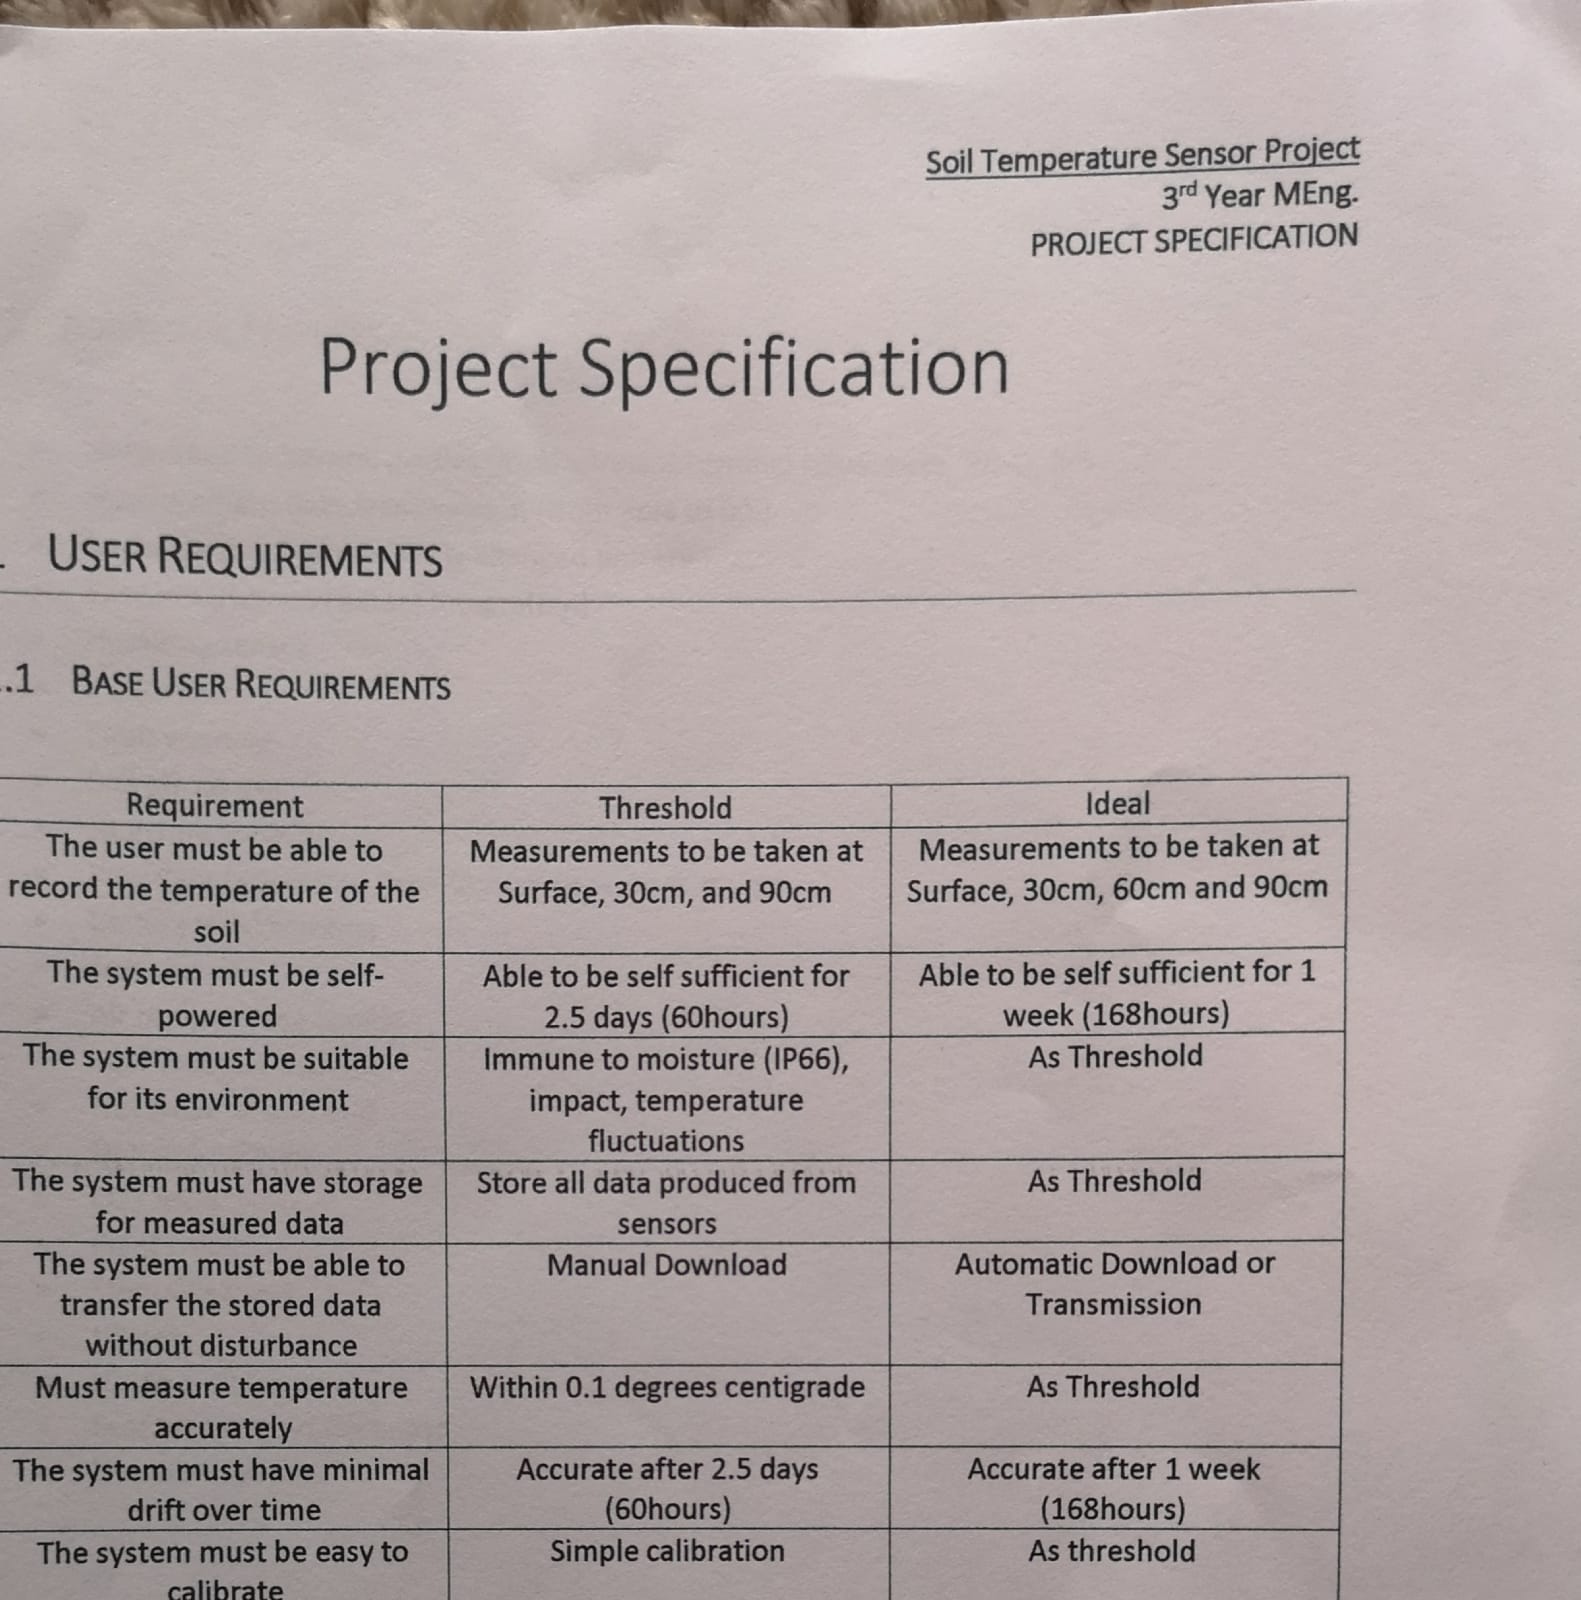 Soil Temperature Sensor Project
3rd Year MEng.
PROJECT SPECIFICATION
Project Specification
USER REQUIREMENTS
.1 BASE USER REQUIREMENTS
Requirement
Threshold
Ideal
The user must be able to
record the temperature of the
soil
Measurements to be taken at
Surface, 30cm, and 90cm
Measurements to be taken at
Surface, 30cm, 60cm and 90cm
The system must be self-
powered
Able to be self sufficient for
2.5 days (60hours)
Able to be self sufficient for 1
week (168hours)
The system must be suitable
for its environment
Immune to moisture (IP66),
impact, temperature
fluctuations
As Threshold
The system must have storage
for measured data
Store all data produced from
sensors
As Threshold
The system must be able to
transfer the stored data
without disturbance
Manual Download
Automatic Download or
Transmission
Must measure temperature
accurately
Within 0.1 degrees centigrade
As Threshold
The system must have minimal
drift over time
Accurate after 2.5 days
(60hours)
Accurate after 1 week
(168hours)
The system must be easy to
calibrate
Simple calibration
As threshold